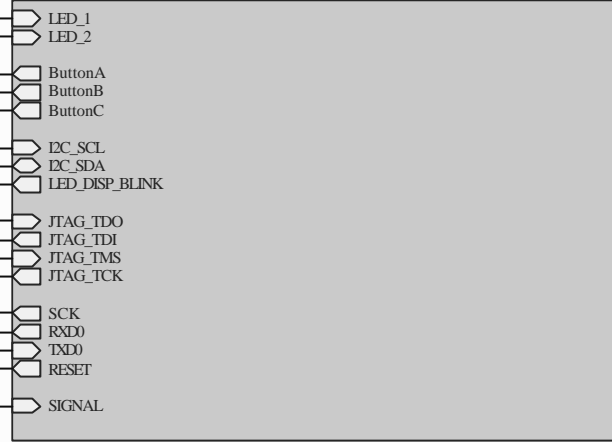 LED_1
LED_2
ButtonA
ButtonB
ButtonC
I2C_SCL
I2C_SDA
LED_DISP_BLINK
JTAG_TDO
JTAG_TDI
JTAG_TMS
JTAG_TCK
SCK
RXD0
TXD0
RESET
SIGNAL